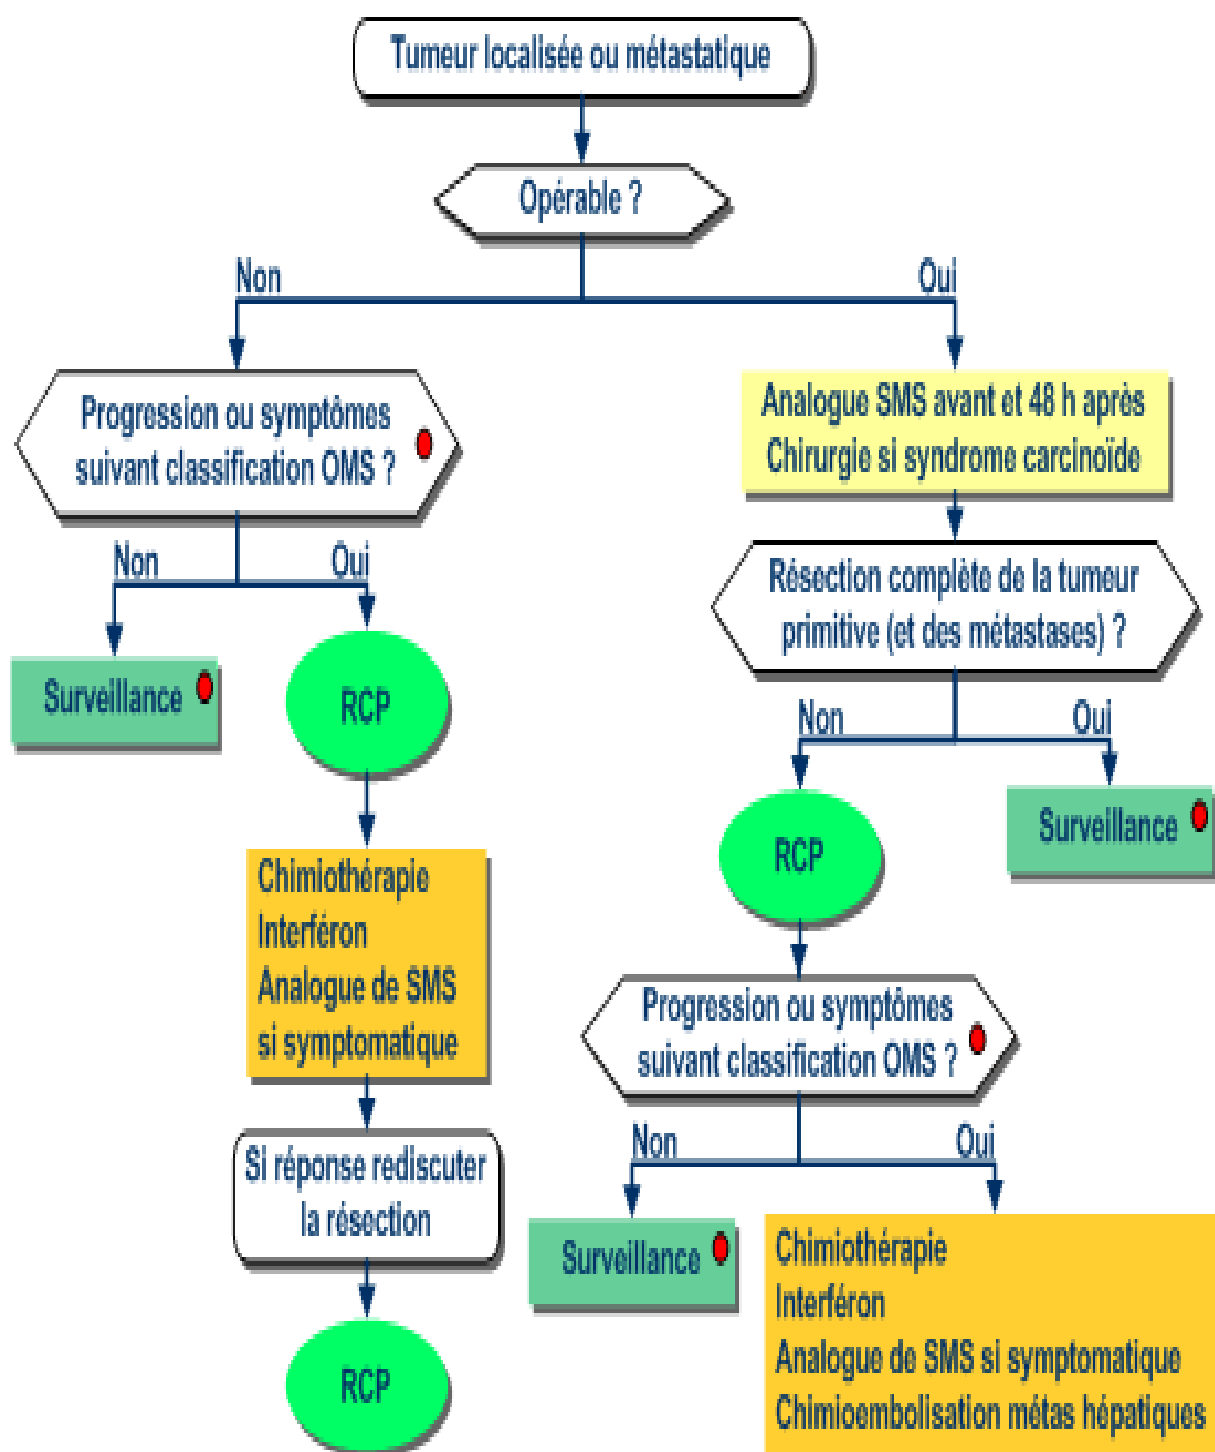 Tumeur localisée ou métastatique
Opérable ?
Non
Oui
Progression ou symptômes
suivant classification OMS ?
Non
Oui
Surveillance
RCP
Chimiothérapie
Interféron
Analogue de SMS
si symptomatique
Si réponse rediscuter
la résection
RCP
Analogue SMS avant et 48 h après
Chirurgie si syndrome carcinoïde
Résection complète de la tumeur
primitive (et des métastases) ?
Non
Oui
RCP
Surveillance
Progression ou symptômes
suivant classification OMS ?
Non
Oui
Surveillance
Chimiothérapie
Interféron
Analogue de SMS si symptomatique
Chimioembolisation métas hépatiques